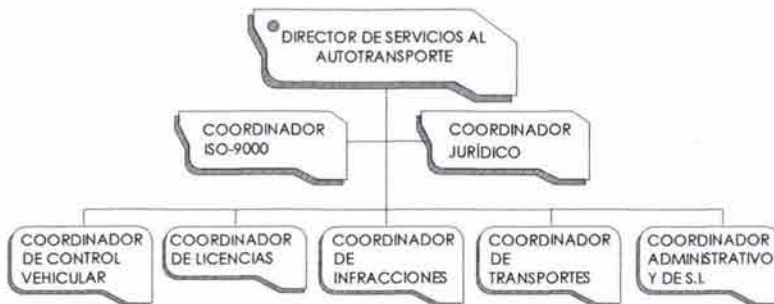 DIRECTOR DE SERVICIOS AL
AUTOTRANSPORTE
COORDINADOR
ISO-9000
COORDINADOR
JURÍDICO
COORDINADOR
DE CONTROL
VEHICULAR
COORDINADOR
DE LICENCIAS
COORDINADOR
DE
INFRACCIONES
COORDINADOR
DE
TRANSPORTES
COORDINADOR
ADMINISTRATIVO
Y DE S.I.